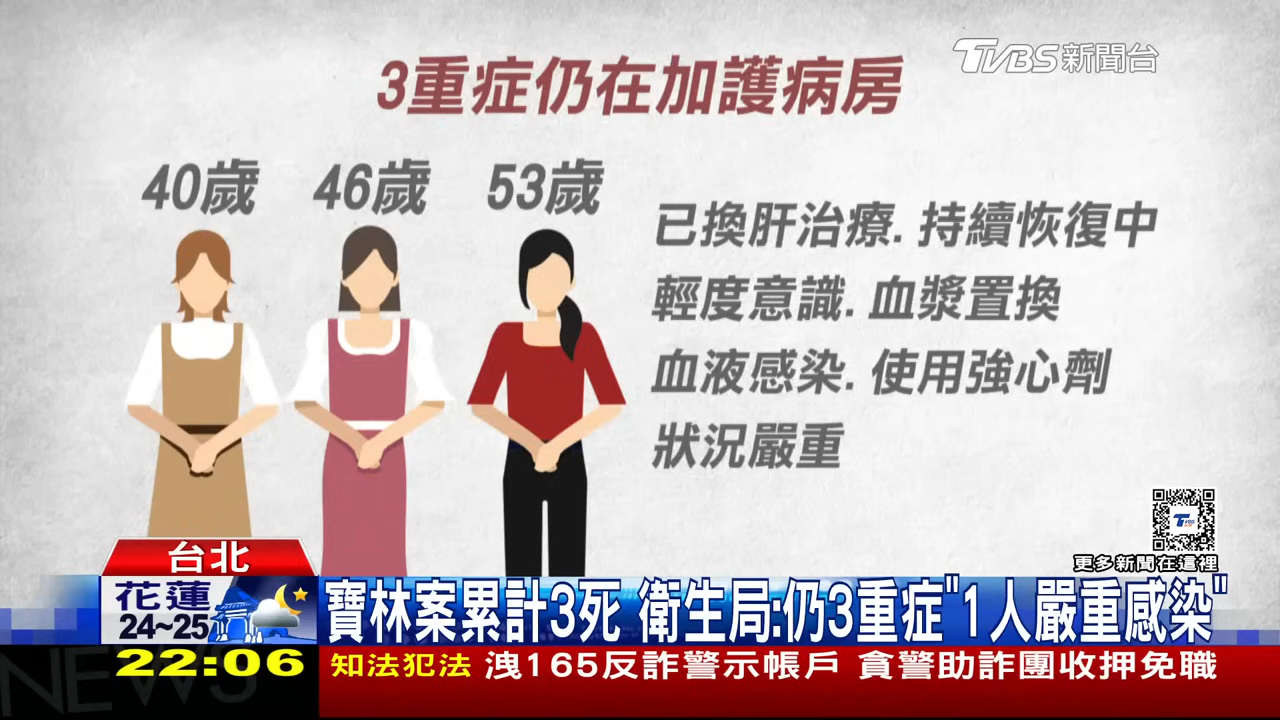 TVBS新聞台
3重症仍在加護病房
40歲 46歲 53歲
已換肝治療. 持續恢復中
輕度意識. 血漿置換
血液感染. 使用強心劑
狀況嚴重
TVBS
更多新聞在這裡
台北
花蓮
24~25
寶林案累計3死 衛生局:仍3重症"1人嚴重感染"
22:06
知法犯法 洩165反詐警示帳戶 貪警助詐團收押免職
NEWS